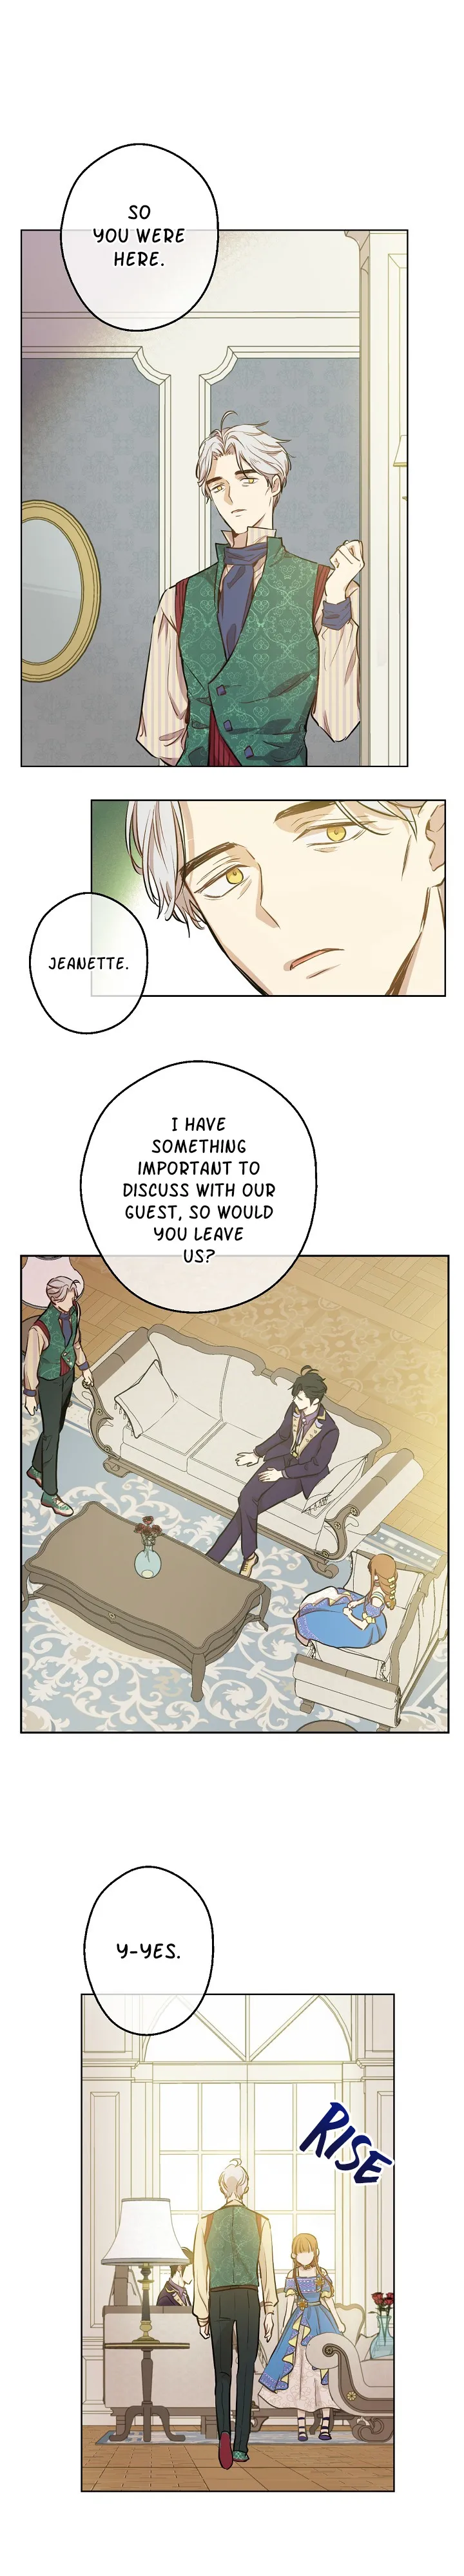 SO
YOU WERE
HERE.
JEANETTE.
I HAVE
SOMETHING
IMPORTANT TO
DISCUSS WITH OUR
GUEST, SO WOULD
YOU LEAVE
US?
Y-YES.
RISE